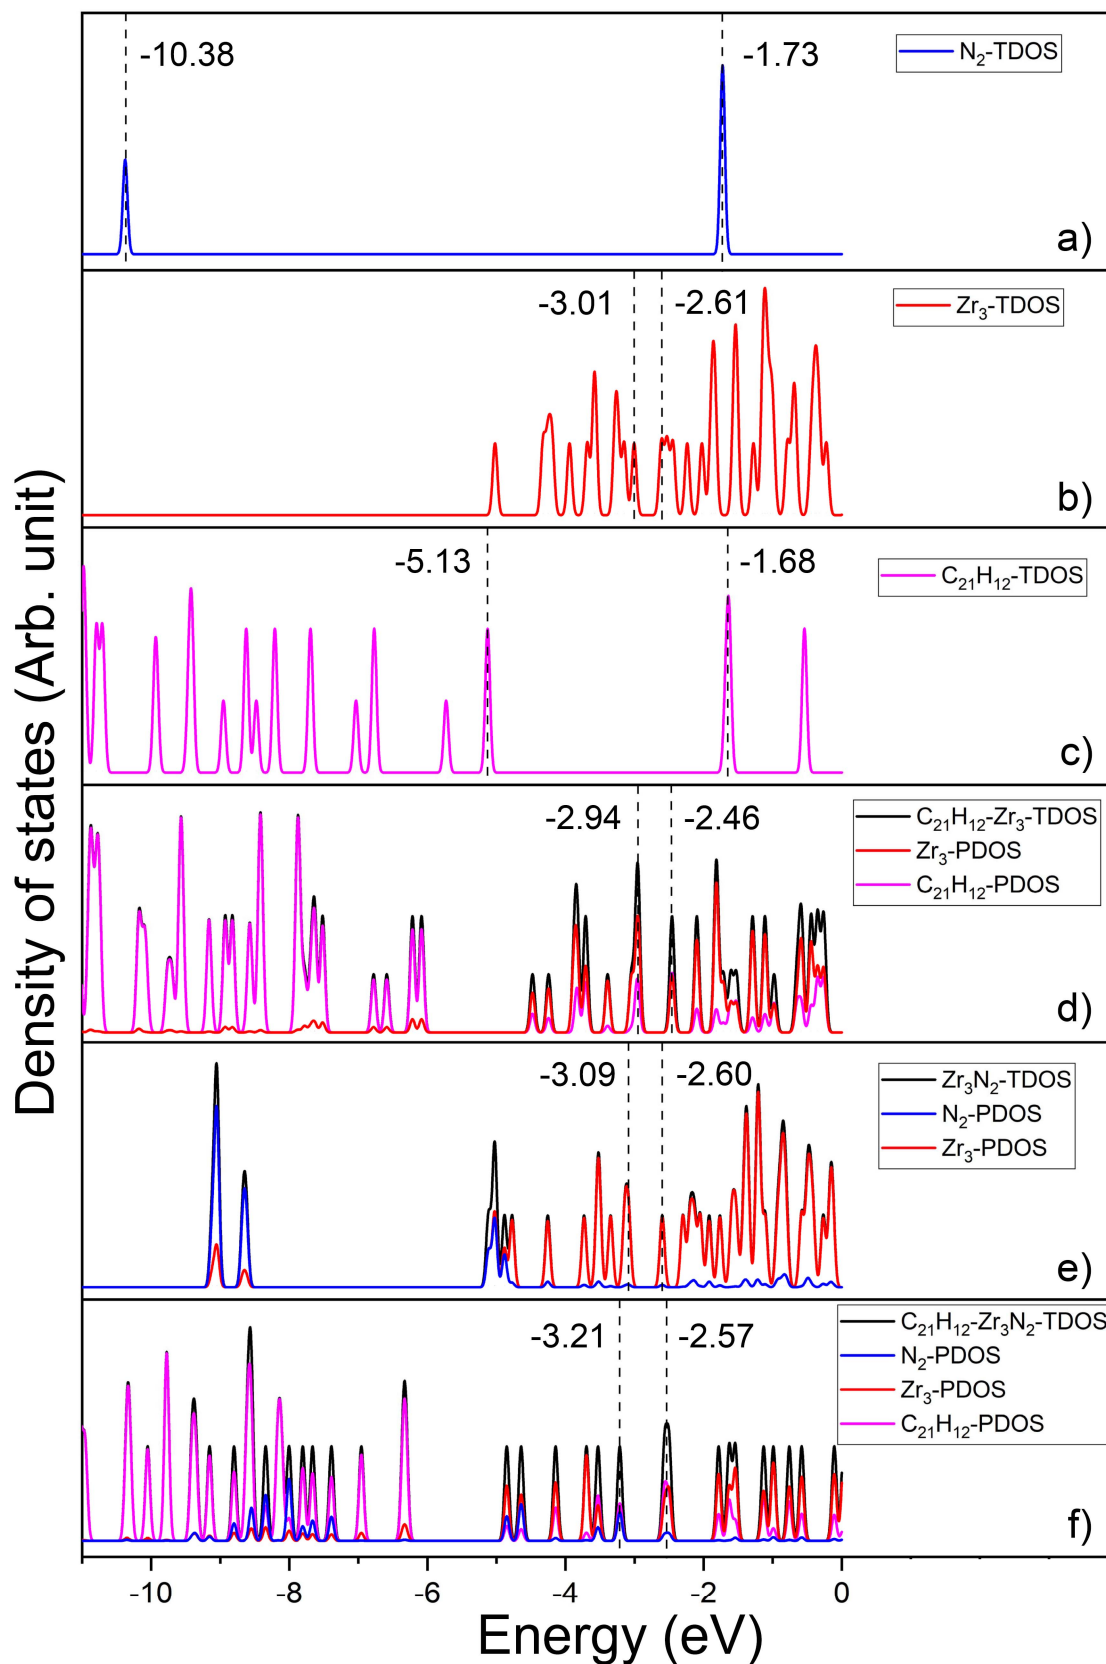 Density of states (Arb. unit)
-10.38
-1.73
N₂-TDOS
a)
-3.01
-2.61
Zr₃-TDOS
b)
-5.13
-1.68
C₂₁H₁₂-TDOS
c)
-2.94
-2.46
C₂₁H₁₂-Zr₃-TDOS
Zr₃-PDOS
C₂₁H₁₂-PDOS
d)
-3.09
-2.60
Zr₃N₂-TDOS
N₂-PDOS
Zr₃-PDOS
e)
-3.21
-2.57
C₂₁H₁₂-Zr₃N₂-TDOS
N₂-PDOS
Zr₃-PDOS
C₂₁H₁₂-PDOS
f)
-10 -8 -6 -4 -2 0
Energy (eV)